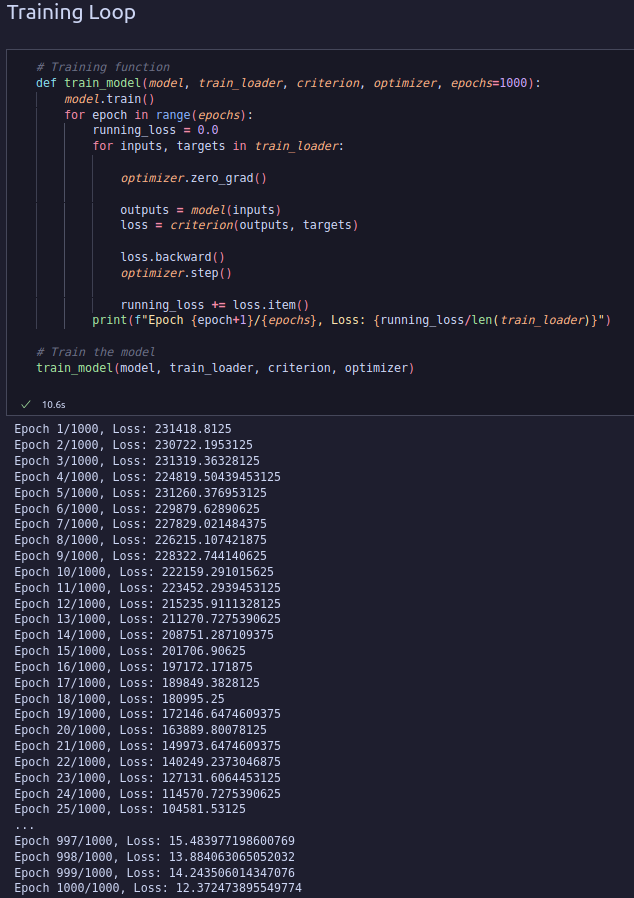 Training Loop
# Training function
def train_model(model, train_loader, criterion, optimizer, epochs=1000):
    model.train()
    for epoch in range(epochs):
        running_loss = 0.0
        for inputs, targets in train_loader:
            optimizer.zero_grad()
            outputs = model(inputs)
            loss = criterion(outputs, targets)
            loss.backward()
            optimizer.step()
            running_loss += loss.item()
        print(f"Epoch {epoch+1}/{epochs}, Loss: {running_loss/len(train_loader)}")
# Train the model
train_model(model, train_loader, criterion, optimizer)
✓ 10.6s
Epoch 1/1000, Loss: 231418.8125
Epoch 2/1000, Loss: 230722.1953125
Epoch 3/1000, Loss: 231319.36328125
Epoch 4/1000, Loss: 224819.50439453125
Epoch 5/1000, Loss: 231260.376953125
Epoch 6/1000, Loss: 229879.62890625
Epoch 7/1000, Loss: 227829.021484375
Epoch 8/1000, Loss: 226215.107421875
Epoch 9/1000, Loss: 228322.744140625
Epoch 10/1000, Loss: 222159.291015625
Epoch 11/1000, Loss: 223452.2939453125
Epoch 12/1000, Loss: 215235.9111328125
Epoch 13/1000, Loss: 211270.7275390625
Epoch 14/1000, Loss: 208751.287109375
Epoch 15/1000, Loss: 201706.90625
Epoch 16/1000, Loss: 197172.171875
Epoch 17/1000, Loss: 189849.3828125
Epoch 18/1000, Loss: 180995.25
Epoch 19/1000, Loss: 172146.6474609375
Epoch 20/1000, Loss: 163889.80078125
Epoch 21/1000, Loss: 149973.6474609375
Epoch 22/1000, Loss: 140249.2373046875
Epoch 23/1000, Loss: 127131.6064453125
Epoch 24/1000, Loss: 114570.7275390625
Epoch 25/1000, Loss: 104581.53125
...
Epoch 997/1000, Loss: 15.483977198600769
Epoch 998/1000, Loss: 13.884063065052032
Epoch 999/1000, Loss: 14.243506014347076
Epoch 1000/1000, Loss: 12.372473895549774